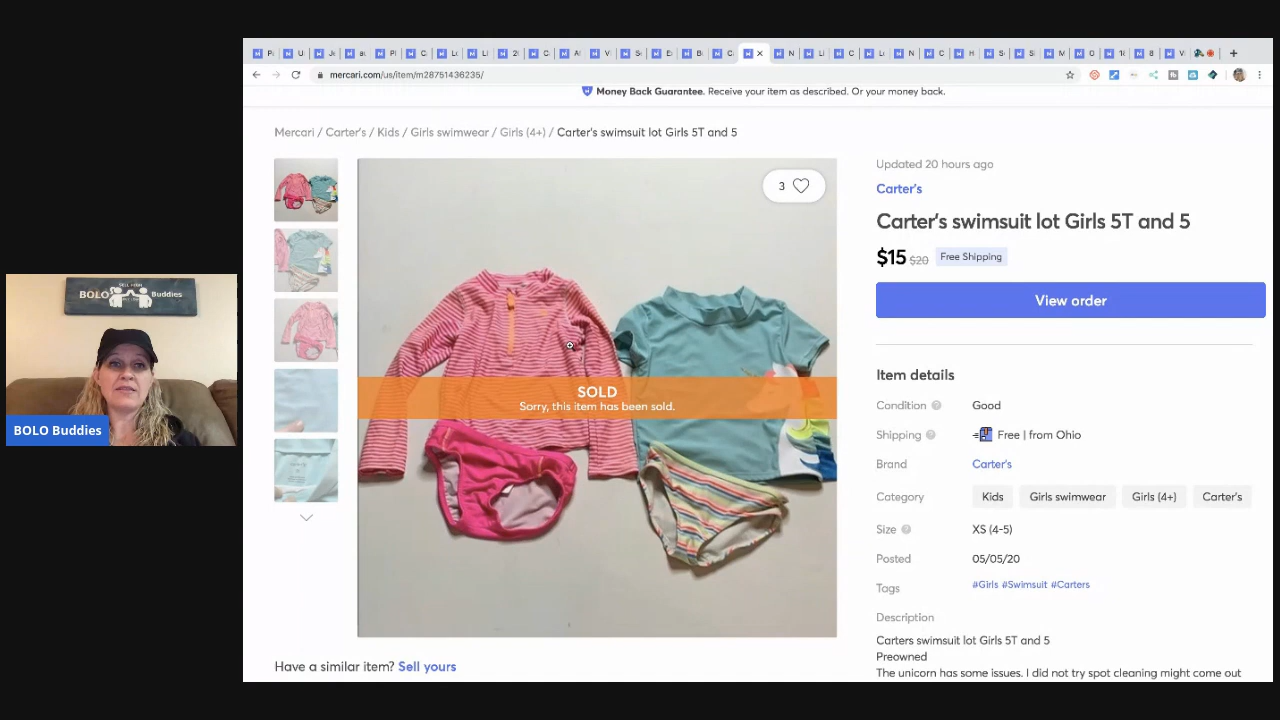 mercari.com/us/item/m28751436236/
Money Back Guarantee. Receive your item as described. Or your money back.
Mercari / Carter's / Kids / Girls swimwear / Girls (4+) / Carter's swimsuit lot Girls 5T and 5
3
SOLD
Sorry, this item has been sold.
Have a similar item? Sell yours
Updated 20 hours ago
Carter's
Carter's swimsuit lot Girls 5T and 5
$15 $20 Free Shipping
View order
Item details
Condition Good
Shipping Free | from Ohio
Brand Carter's
Category Kids Girls swimwear Girls (4+) Carter's
Size XS (4-5)
Posted 05/05/20
Tags #Girls #Swimsuit #Carters
Description
Carters swimsuit lot Girls 5T and 5
Preowned
The unicorn has some issues. I did not try spot cleaning might come out
BOLO Buddies
BOLO Buddies